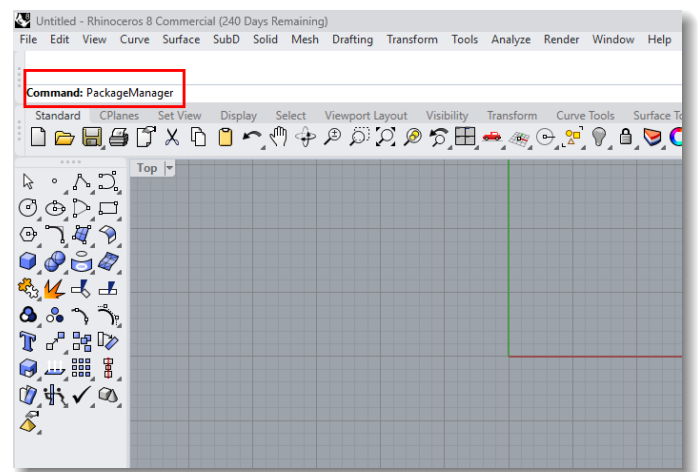 Untitled - Rhinoceros 8 Commercial (240 Days Remaining)
File Edit View Curve Surface SubD Solid Mesh Drafting Transform Tools Analyze Render Window Help
Command: PackageManager
Standard CPlanes Set View Display Select Viewport Layout Visibility Transform Curve Tools Surface To
Top